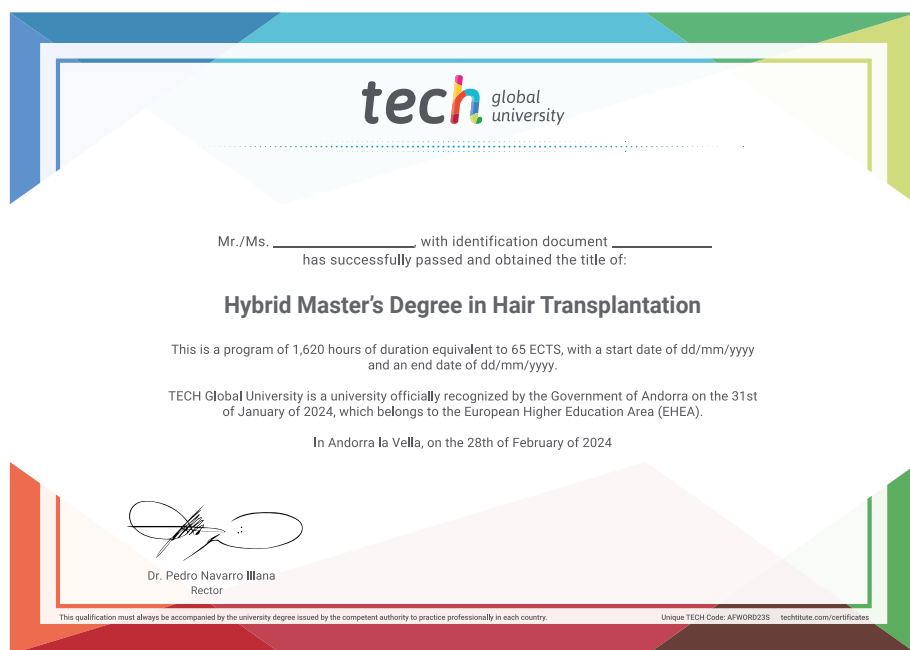 tech global
university
Mr./Ms. ____________, with identification document ____________
has successfully passed and obtained the title of:
Hybrid Master’s Degree in Hair Transplantation
This is a program of 1,620 hours of duration equivalent to 65 ECTS, with a start date of dd/mm/yyyy
and an end date of dd/mm/yyyy.
TECH Global University is a university officially recognized by the Government of Andorra on the 31st
of January of 2024, which belongs to the European Higher Education Area (EHEA).
In Andorra la Vella, on the 28th of February of 2024
Dr. Pedro Navarro Illana
Rector
This qualification must always be accompanied by the university degree issued by the competent authority to practice professionally in each country. Unique TECH Code: AFWORD23S techtitute.com/certificates